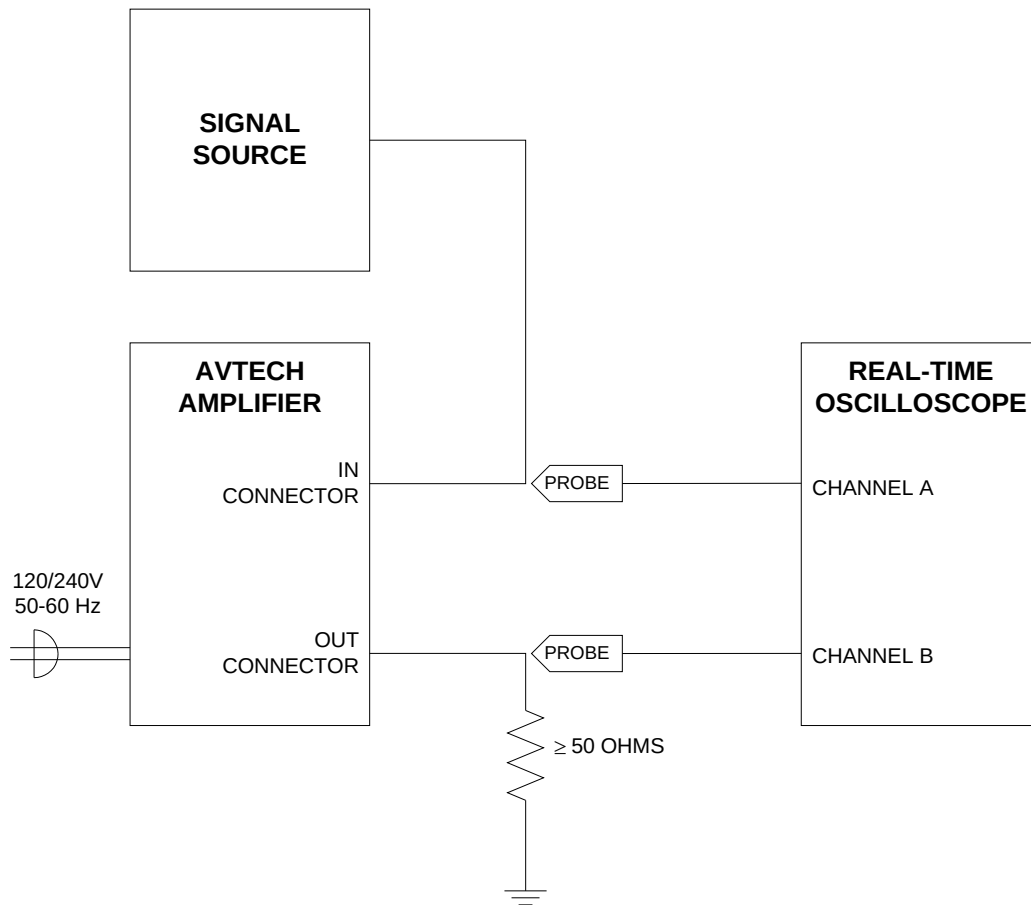 SIGNAL
SOURCE
AVTECH
AMPLIFIER
REAL-TIME
OSCILLOSCOPE
IN
CONNECTOR
PROBE
CHANNEL A
120/240V
50-60 Hz
OUT
CONNECTOR
PROBE
CHANNEL B
≥ 50 OHMS